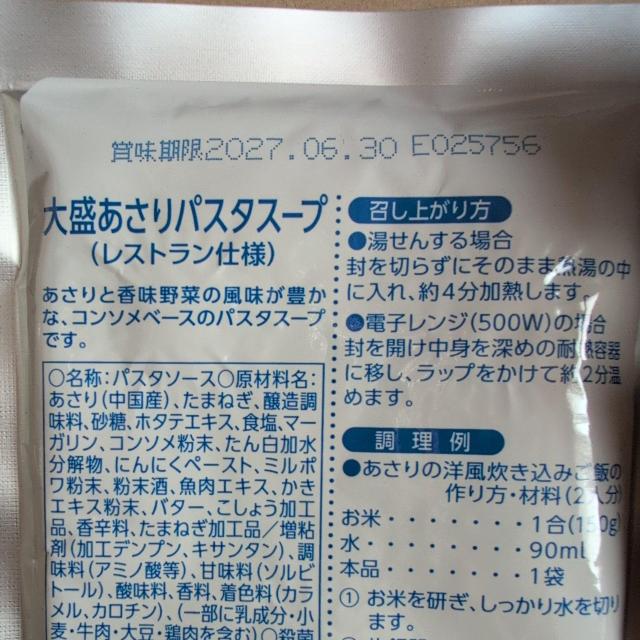 賞味期限2027.06.30 E025756
大盛あさりパスタスープ
（レストラン仕様）
あさりと香味野菜の風味が豊か
な、コンソメベースのパスタスープ
です。
○名称:パスタソース○原材料名:
あさり(中国産)、たまねぎ、醸造調
味料、砂糖、ホタテエキス、食塩、マー
ガリン、コンソメ粉末、たん白加水
分解物、にんにくペースト、ミルポ
ワ粉末、粉末酒、魚肉エキス、かき
エキス粉末、バター、こしょう加工
品、香辛料、たまねぎ加工品／増粘
剤(加工デンプン、キサンタン)、調
味料(アミノ酸等)、甘味料(ソルビ
トール)、酸味料、香料、着色料(カラ
メル、カロチン)、(一部に乳成分・小
麦・牛肉・大豆・鶏肉を含む)○殺菌
召し上がり方
●湯せんする場合
封を切らずにそのまま熱湯の中
に入れ、約4分加熱します。
●電子レンジ(500W)の場合
封を開け中身を深めの耐熱容器
に移し、ラップをかけて約2分温
めます。
調理例
●あさりの洋風炊き込みご飯の
作り方・材料(2人分)
お米・・・・・・・1合(150g)
水・・・・・・・・90mL
本品・・・・・・・1袋
① お米を研ぎ、しっかり水を切り
ます。